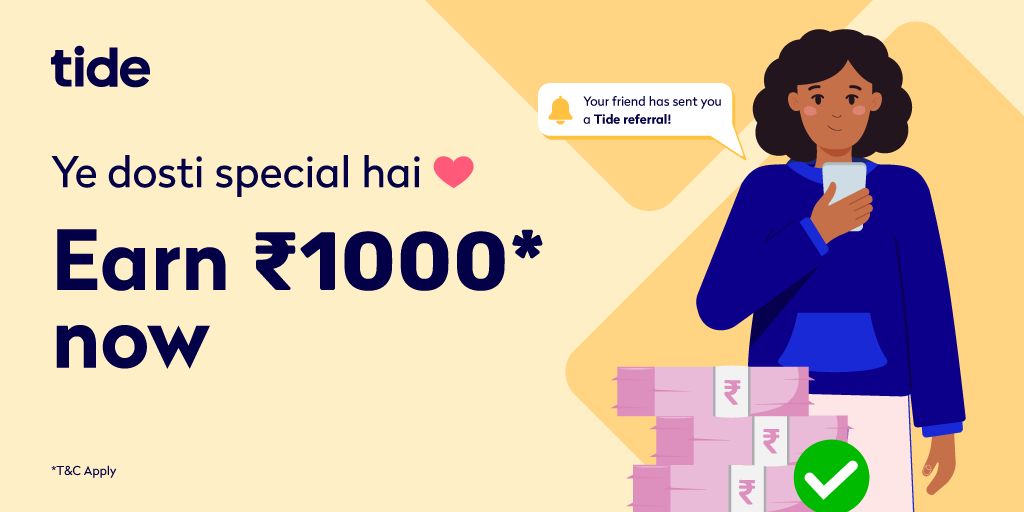 tide
Ye dosti special hai
Earn ₹1000*
now
*T&C Apply
Your friend has sent you
a Tide referral!
₹
₹
₹